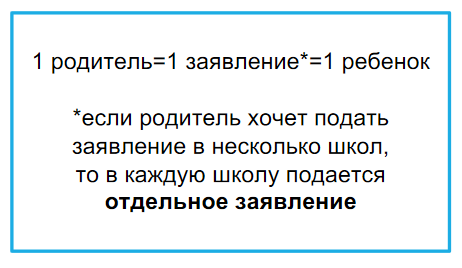 1 родитель=1 заявление*=1 ребенок
*если родитель хочет подать
заявление в несколько школ,
то в каждую школу подается
отдельное заявление